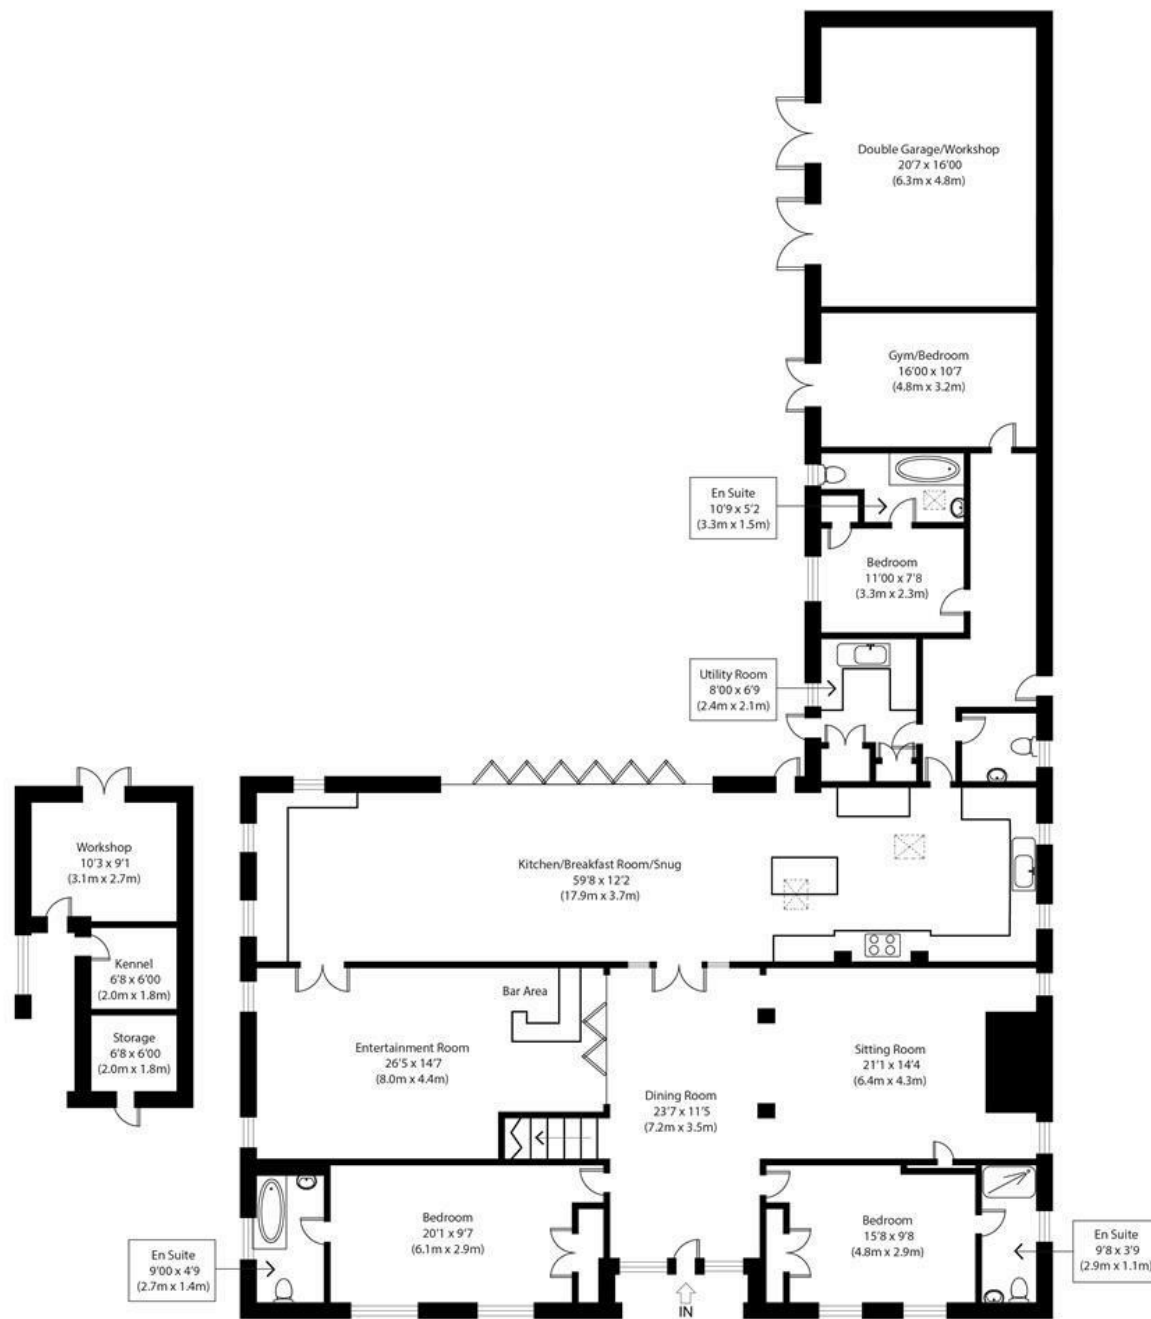 Double Garage/Workshop
20'7 x 16'00
(6.3m x 4.8m)
Gym/Bedroom
16'00 x 10'7
(4.8m x 3.2m)
En Suite
10'9 x 5'2
(3.3m x 1.5m)
Bedroom
11'00 x 7'8
(3.3m x 2.3m)
Utility Room
8'00 x 6'9
(2.4m x 2.1m)
Workshop
10'3 x 9'1
(3.1m x 2.7m)
Kitchen/Breakfast Room/Snug
59'8 x 12'2
(17.9m x 3.7m)
Kennel
6'8 x 6'00
(2.0m x 1.8m)
Storage
6'8 x 6'00
(2.0m x 1.8m)
Bar Area
Entertainment Room
26'5 x 14'7
(8.0m x 4.4m)
Sitting Room
21'1 x 14'4
(6.4m x 4.3m)
Dining Room
23'7 x 11'5
(7.2m x 3.5m)
Bedroom
20'1 x 9'7
(6.1m x 2.9m)
Bedroom
15'8 x 9'8
(4.8m x 2.9m)
En Suite
9'00 x 4'9
(2.7m x 1.4m)
En Suite
9'8 x 3'9
(2.9m x 1.1m)
IN